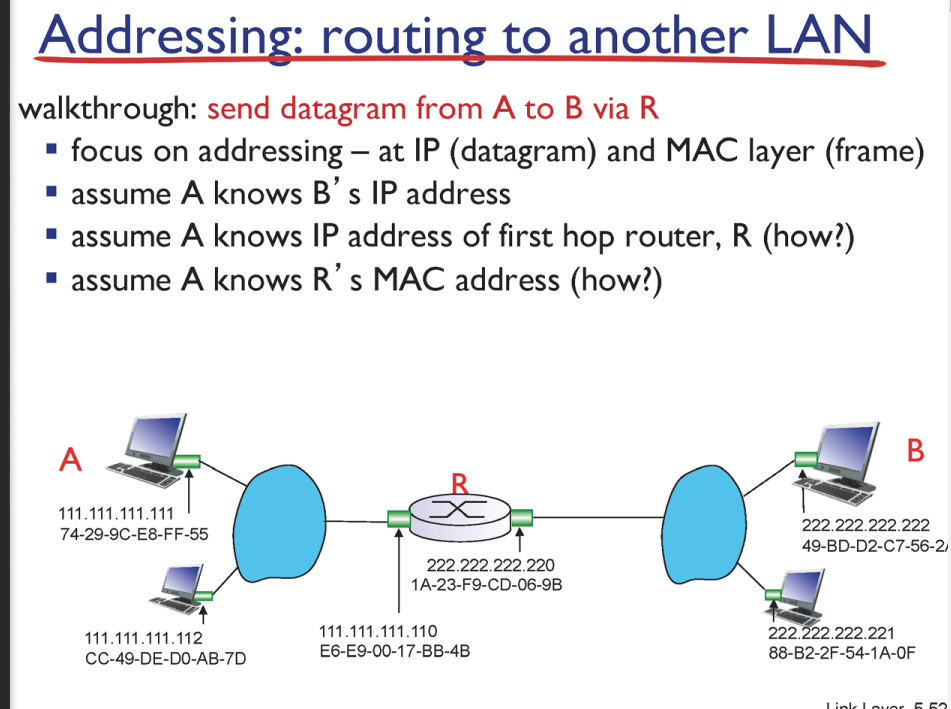 Addressing: routing to another LAN
walkthrough: send datagram from A to B via R
▪ focus on addressing – at IP (datagram) and MAC layer (frame)
▪ assume A knows B’s IP address
▪ assume A knows IP address of first hop router, R (how?)
▪ assume A knows R’s MAC address (how?)
A
B
R
111.111.111.111
74-29-9C-E8-FF-55
222.222.222.222
49-BD-D2-C7-56-2
222.222.222.220
1A-23-F9-CD-06-9B
111.111.111.112
CC-49-DE-D0-AB-7D
111.111.111.110
E6-E9-00-17-BB-4B
222.222.222.221
88-B2-2F-54-1A-0F
Link Layer 5-52